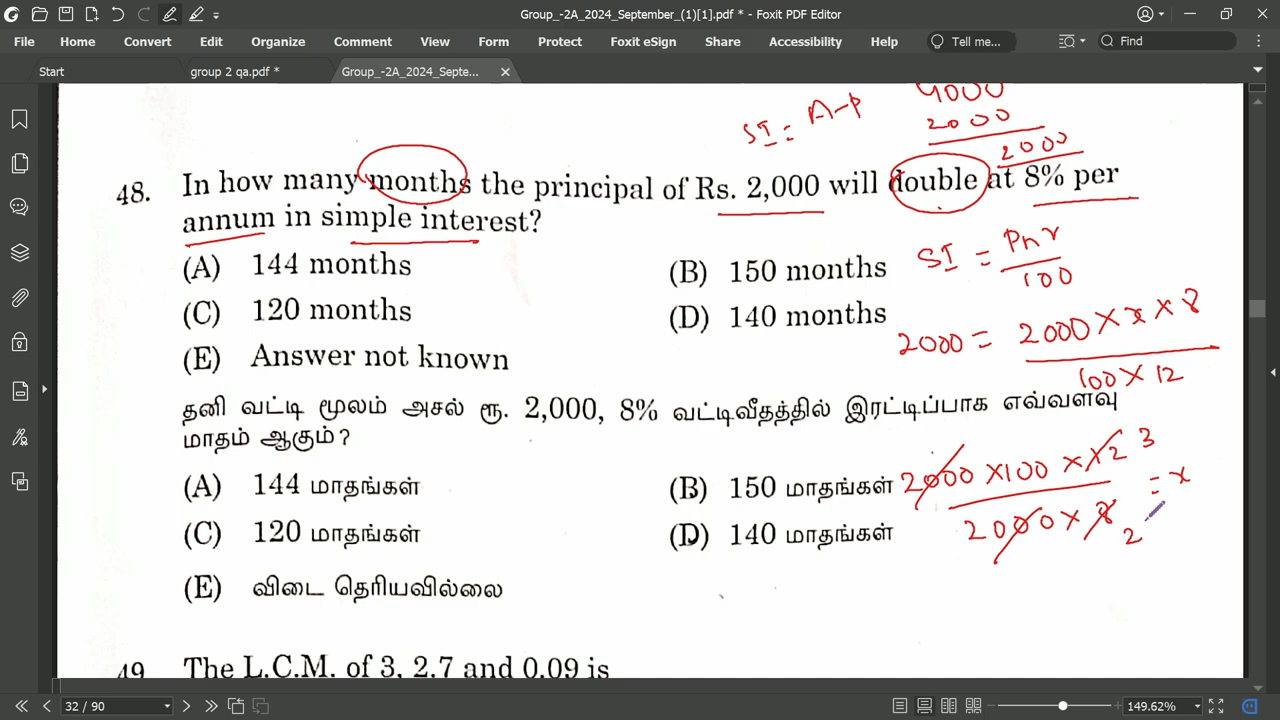 Group_-2A_2024_September_(1)[1].pdf * - Foxit PDF Editor
File Home Convert Edit Organize Comment View Form Protect Foxit eSign Share Accessibility Help Tell me... Find
Start group 2 qa.pdf * Group_-2A_2024_Septe...
4000
SI = A-P 2000
2000
48. In how many months the principal of Rs. 2,000 will double at 8% per
annum in simple interest?
SI = Pnr
100
(A) 144 months (B) 150 months
(C) 120 months (D) 140 months
2000 = 2000 × x × 8
100 × 12
(E) Answer not known
தனி வட்டி மூலம் அசல் ரூ. 2,000, 8% வட்டிவீதத்தில் இரட்டிப்பாக எவ்வளவு
மாதம் ஆகும்?
(A) 144 மாதங்கள் (B) 150 மாதங்கள்
2000 × 100 × 12 3
= x
2000 × 8 2
(C) 120 மாதங்கள் (D) 140 மாதங்கள்
(E) விடை தெரியவில்லை
49 The L.C.M. of 3, 2.7 and 0.09 is
32 / 90 149.62%